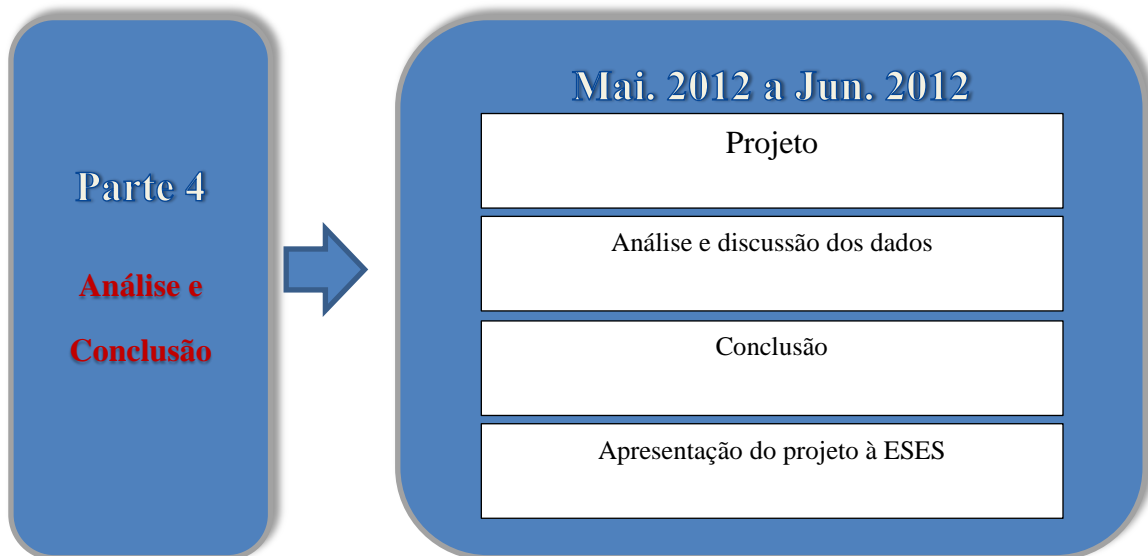 Parte 4
Análise e
Conclusão
Mai. 2012 a Jun. 2012
Projeto
Análise e discussão dos dados
Conclusão
Apresentação do projeto à ESES